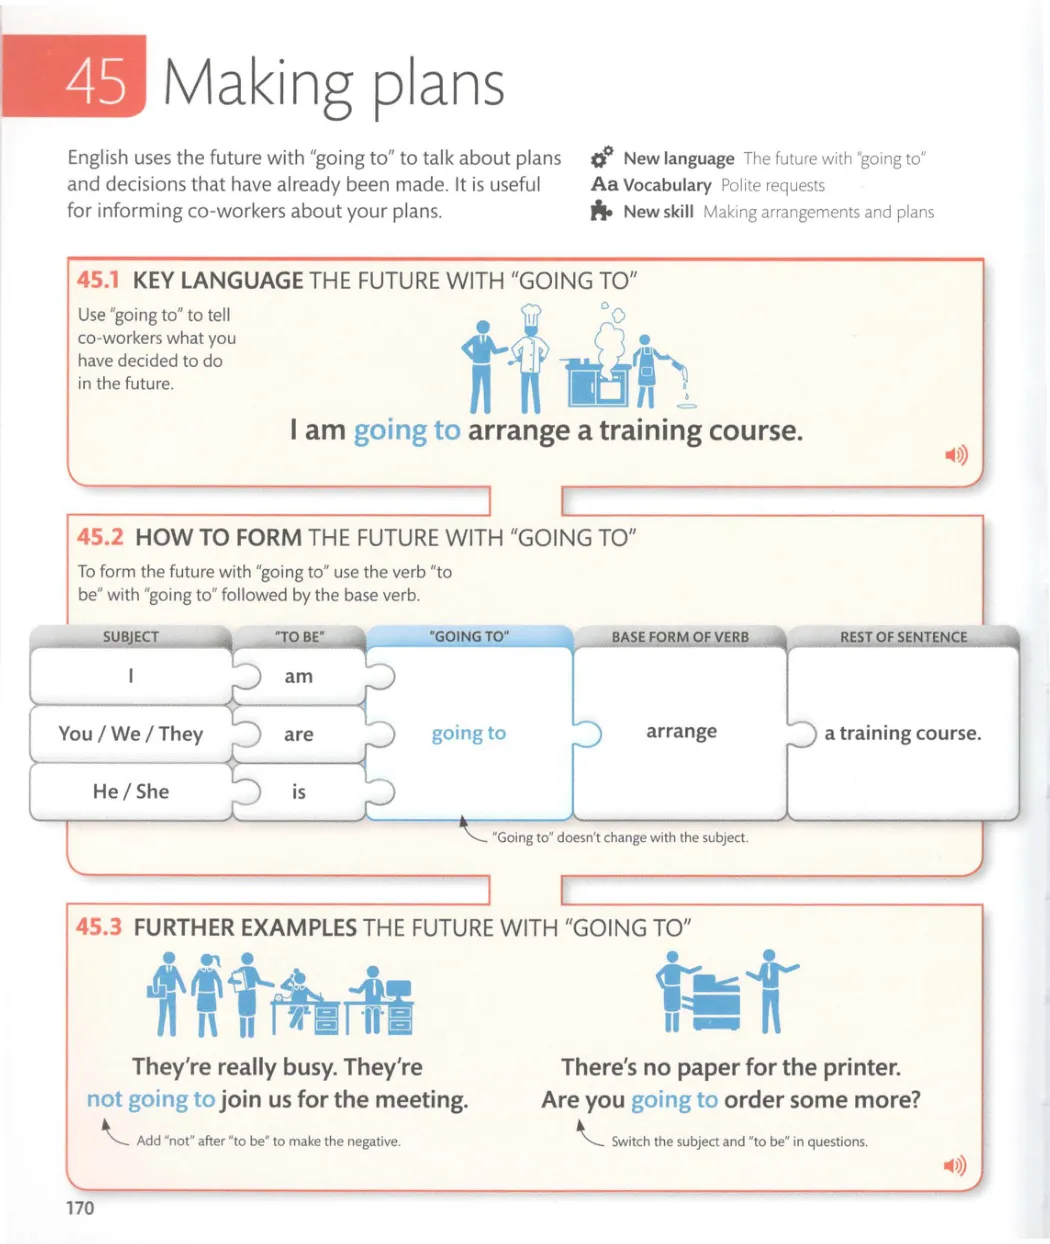 45 Making plans
English uses the future with "going to" to talk about plans
and decisions that have already been made. It is useful
for informing co-workers about your plans.
New language The future with "going to"
Aa Vocabulary Polite requests
New skill Making arrangements and plans
45.1 KEY LANGUAGE THE FUTURE WITH "GOING TO"
Use "going to" to tell
co-workers what you
have decided to do
in the future.
I am going to arrange a training course.
45.2 HOW TO FORM THE FUTURE WITH "GOING TO"
To form the future with "going to" use the verb "to
be" with "going to" followed by the base verb.
SUBJECT "TO BE" "GOING TO" BASE FORM OF VERB REST OF SENTENCE
I am
You / We / They are going to arrange a training course.
He / She is
"Going to" doesn't change with the subject.
45.3 FURTHER EXAMPLES THE FUTURE WITH "GOING TO"
They're really busy. They're
not going to join us for the meeting.
Add "not" after "to be" to make the negative.
There's no paper for the printer.
Are you going to order some more?
Switch the subject and "to be" in questions.
170